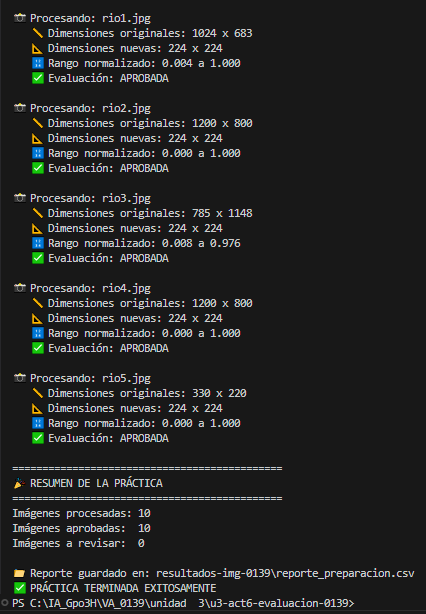 📷 Procesando: rio1.jpg
📏 Dimensiones originales: 1024 x 683
📐 Dimensiones nuevas: 224 x 224
🔢 Rango normalizado: 0.004 a 1.000
✅ Evaluación: APROBADA
📷 Procesando: rio2.jpg
📏 Dimensiones originales: 1200 x 800
📐 Dimensiones nuevas: 224 x 224
🔢 Rango normalizado: 0.000 a 1.000
✅ Evaluación: APROBADA
📷 Procesando: rio3.jpg
📏 Dimensiones originales: 785 x 1148
📐 Dimensiones nuevas: 224 x 224
🔢 Rango normalizado: 0.008 a 0.976
✅ Evaluación: APROBADA
📷 Procesando: rio4.jpg
📏 Dimensiones originales: 1200 x 800
📐 Dimensiones nuevas: 224 x 224
🔢 Rango normalizado: 0.000 a 1.000
✅ Evaluación: APROBADA
📷 Procesando: rio5.jpg
📏 Dimensiones originales: 330 x 220
📐 Dimensiones nuevas: 224 x 224
🔢 Rango normalizado: 0.000 a 1.000
✅ Evaluación: APROBADA
=============================================
🎉 RESUMEN DE LA PRÁCTICA
=============================================
Imágenes procesadas: 10
Imágenes aprobadas:  10
Imágenes a revisar:  0
📁 Reporte guardado en: resultados-img-0139\reporte_preparacion.csv
✅ PRÁCTICA TERMINADA EXITOSAMENTE
PS C:\IA_Gpo3H\VA_0139\unidad  3\u3-act6-evaluacion-0139>